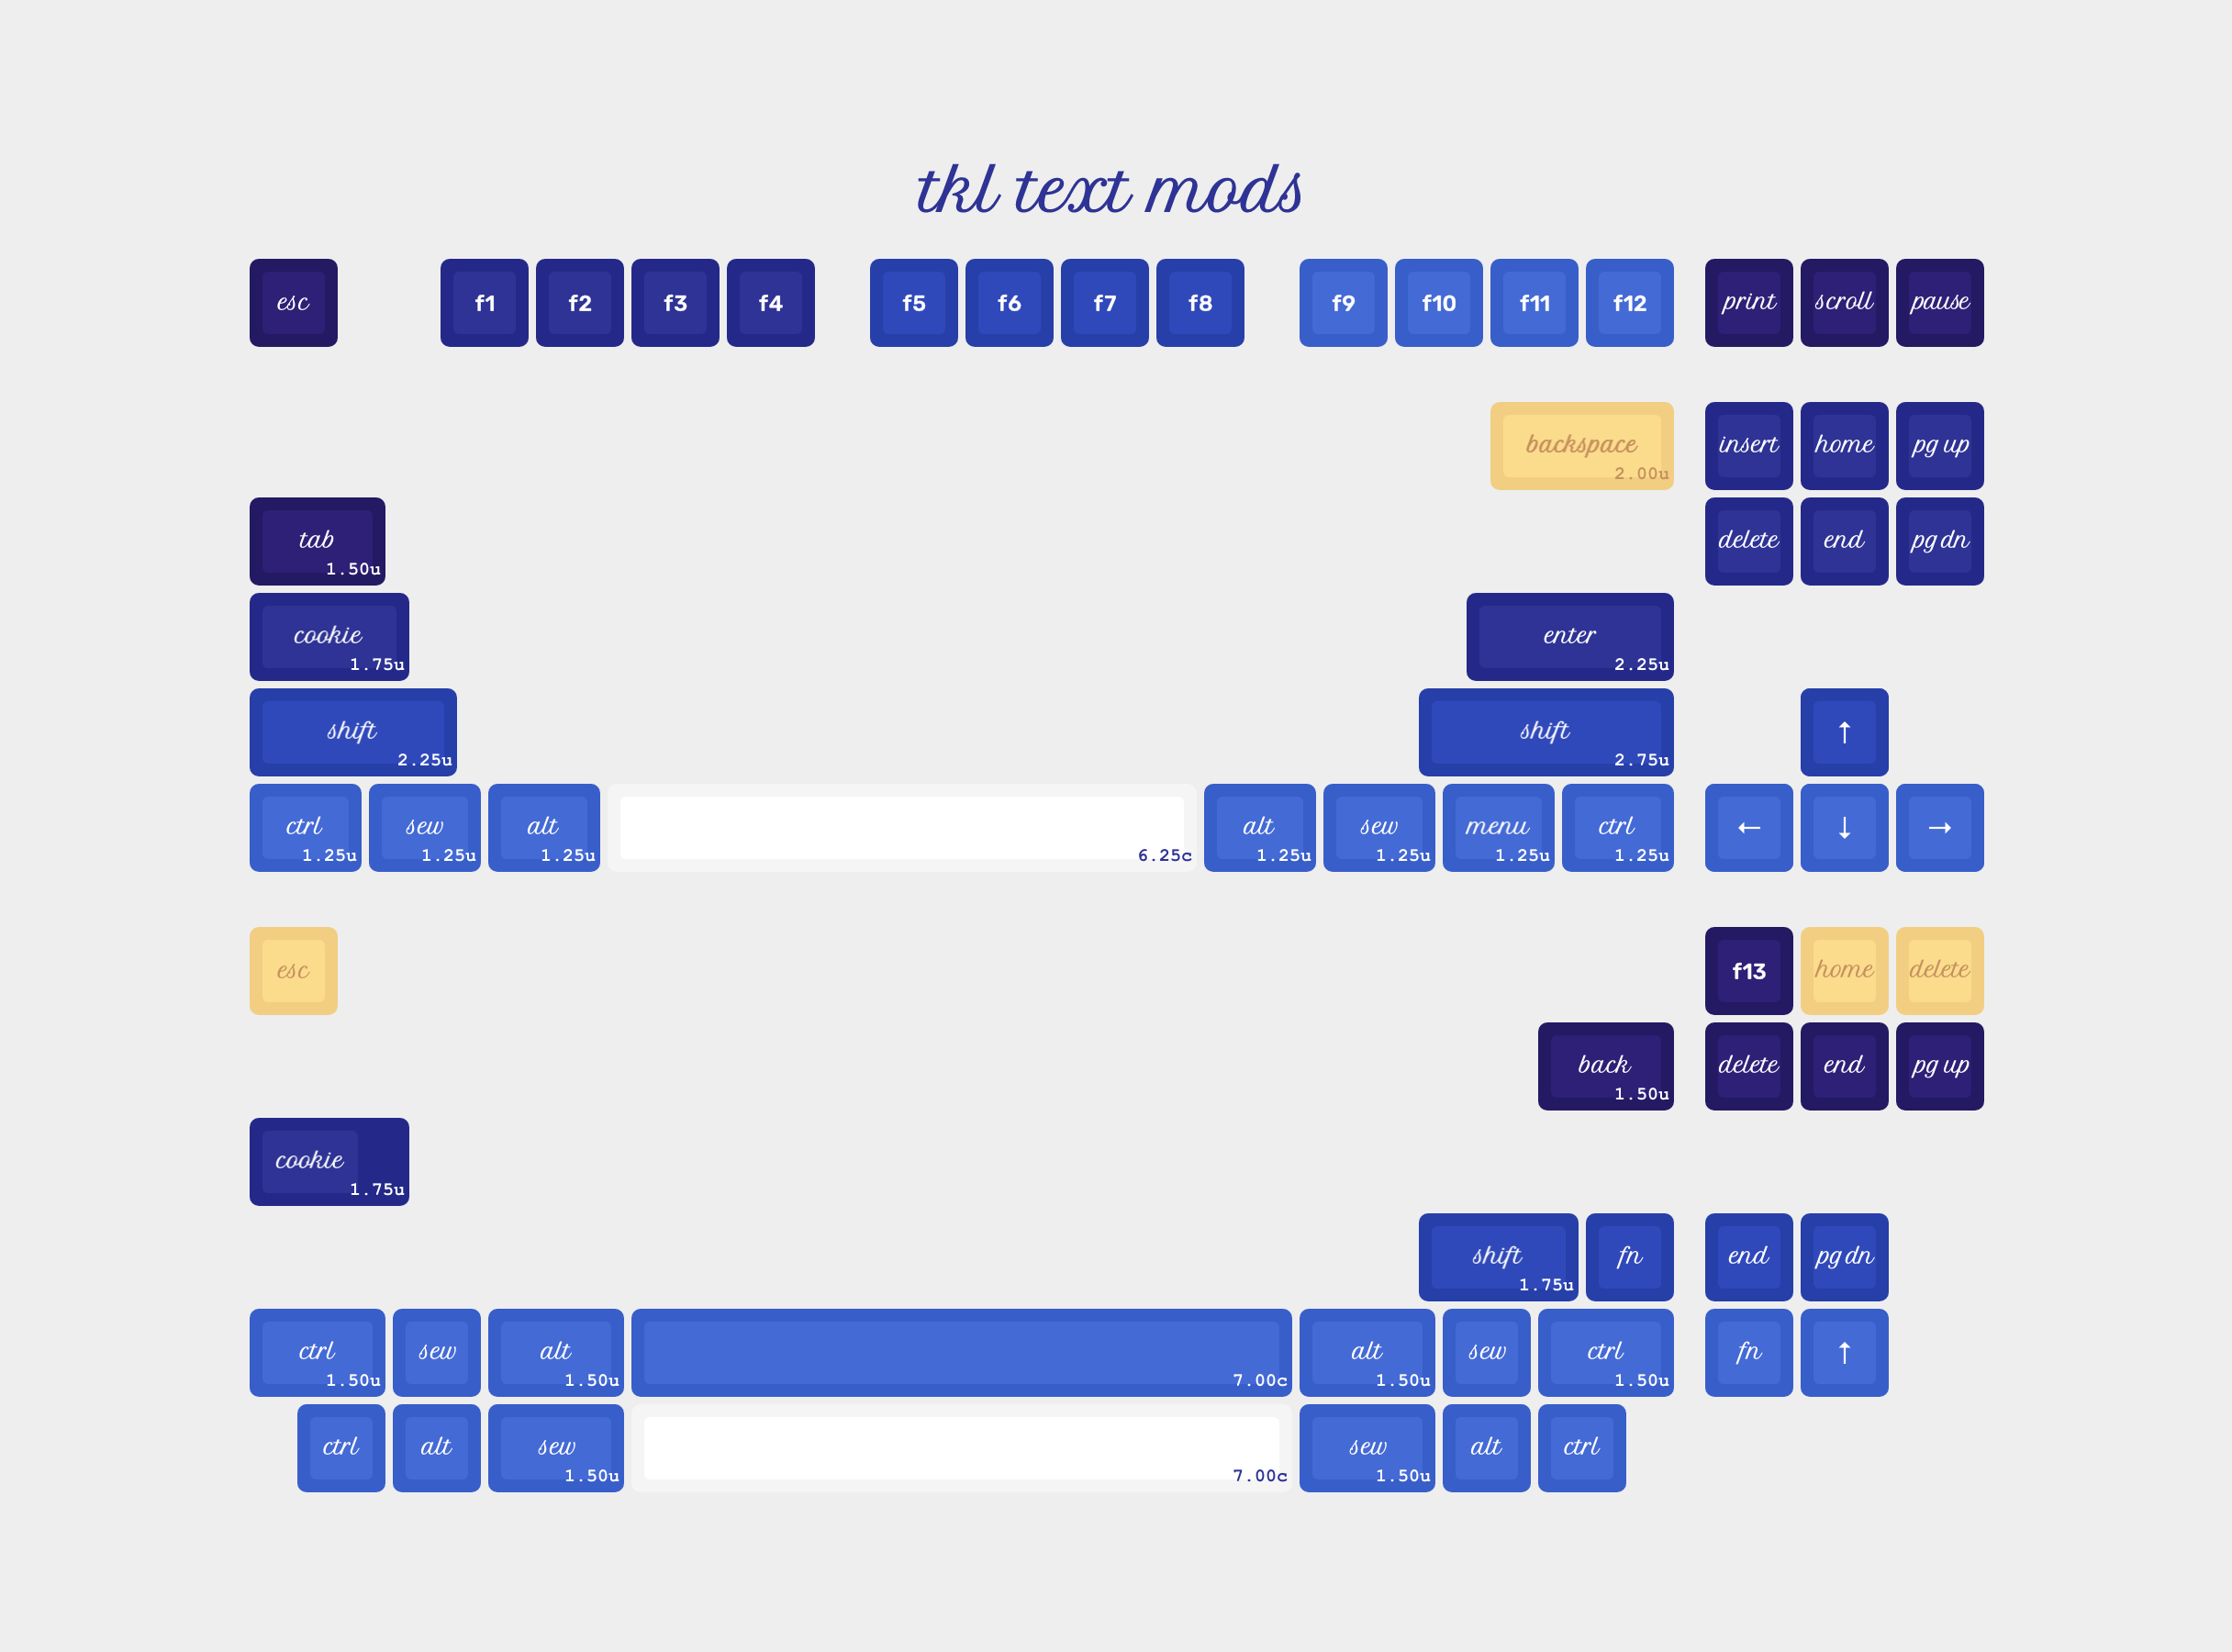 tkl text mods
esc f1 f2 f3 f4 f5 f6 f7 f8 f9 f10 f11 f12 print scroll pause
backspace 2.00u insert home pg up
tab 1.50u delete end pg dn
cookie 1.75u enter 2.25u
shift 2.25u shift 2.75u ↑
ctrl 1.25u sew 1.25u alt 1.25u 6.25c alt 1.25u sew 1.25u menu 1.25u ctrl 1.25u ← ↓ →
esc f13 home delete
back 1.50u delete end pg up
cookie 1.75u
shift 1.75u fn end pg dn
ctrl 1.50u sew alt 1.50u 7.00c alt 1.50u sew ctrl 1.50u fn ↑
ctrl alt sew 1.50u 7.00c sew 1.50u alt ctrl